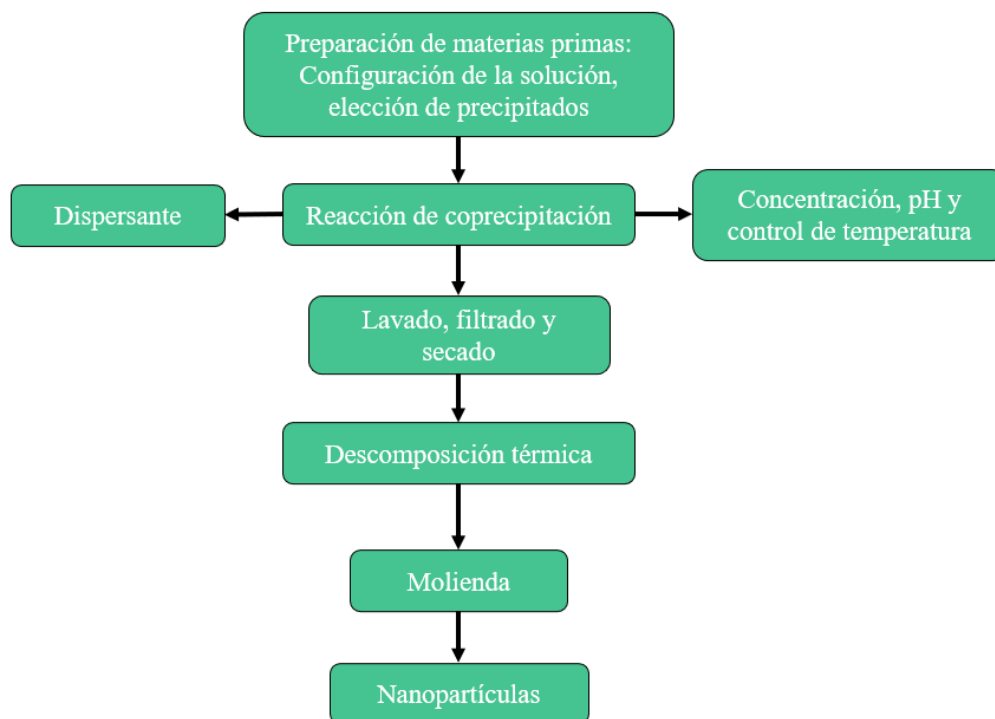 Preparación de materias primas:
Configuración de la solución,
elección de precipitados
Dispersante
Reacción de coprecipitación
Concentración, pH y
control de temperatura
Lavado, filtrado y
secado
Descomposición térmica
Molienda
Nanopartículas